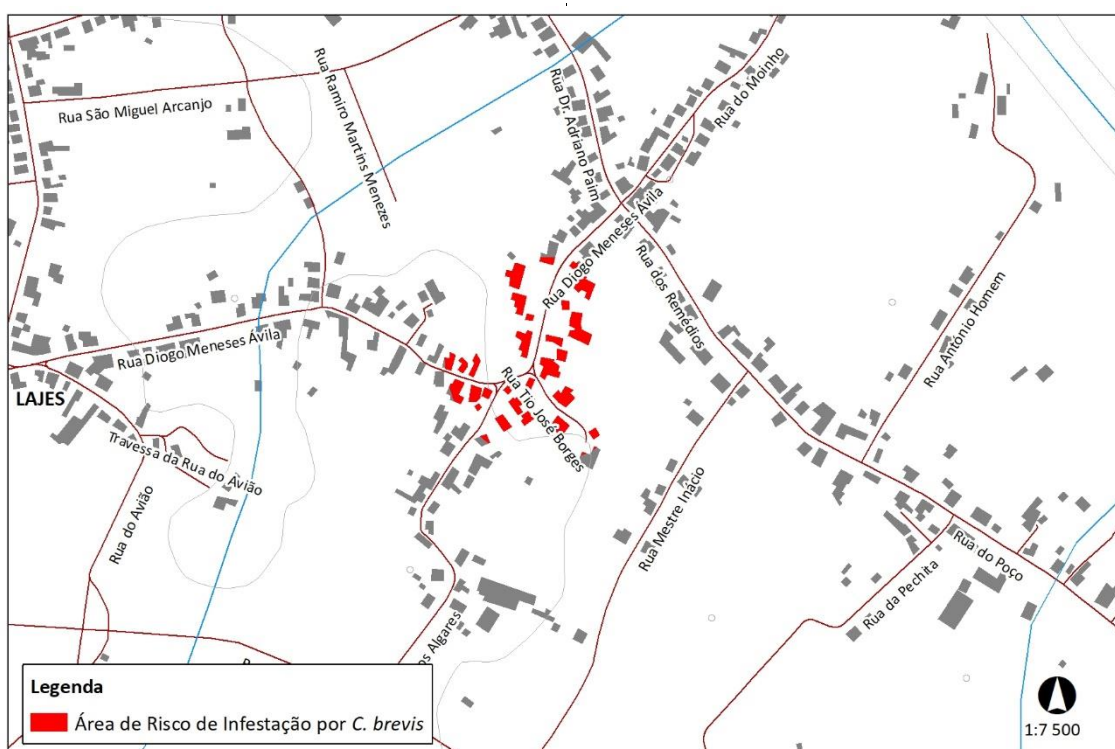 Rua São Miguel Arcanjo
Rua Ramiro Martins Menezes
Rua Dr. Adriano Paim
Rua do Moinho
Rua Diogo Meneses Ávila
Rua dos Remédios
Rua António Homem
Rua Diogo Meneses Ávila
LAJES
Rua Tio José Borges
Travessa da Rua do Avião
Rua do Avião
Rua Mestre Inácio
Rua do Poço
Rua da Pechita
os Algares
Legenda
Área de Risco de Infestação por C. brevis
1:7 500